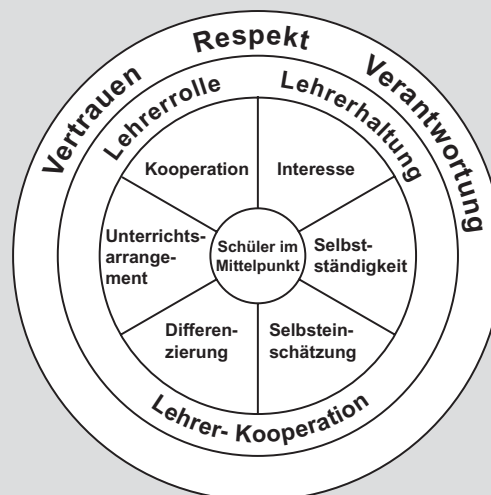 Vertrauen Respekt Verantwortung
Lehrerrolle Lehrerhaltung
Kooperation
Interesse
Unterrichts-
arrange-
ment
Schüler im
Mittelpunkt
Selbst-
ständigkeit
Differen-
zierung
Selbstein-
schätzung
Lehrer- Kooperation